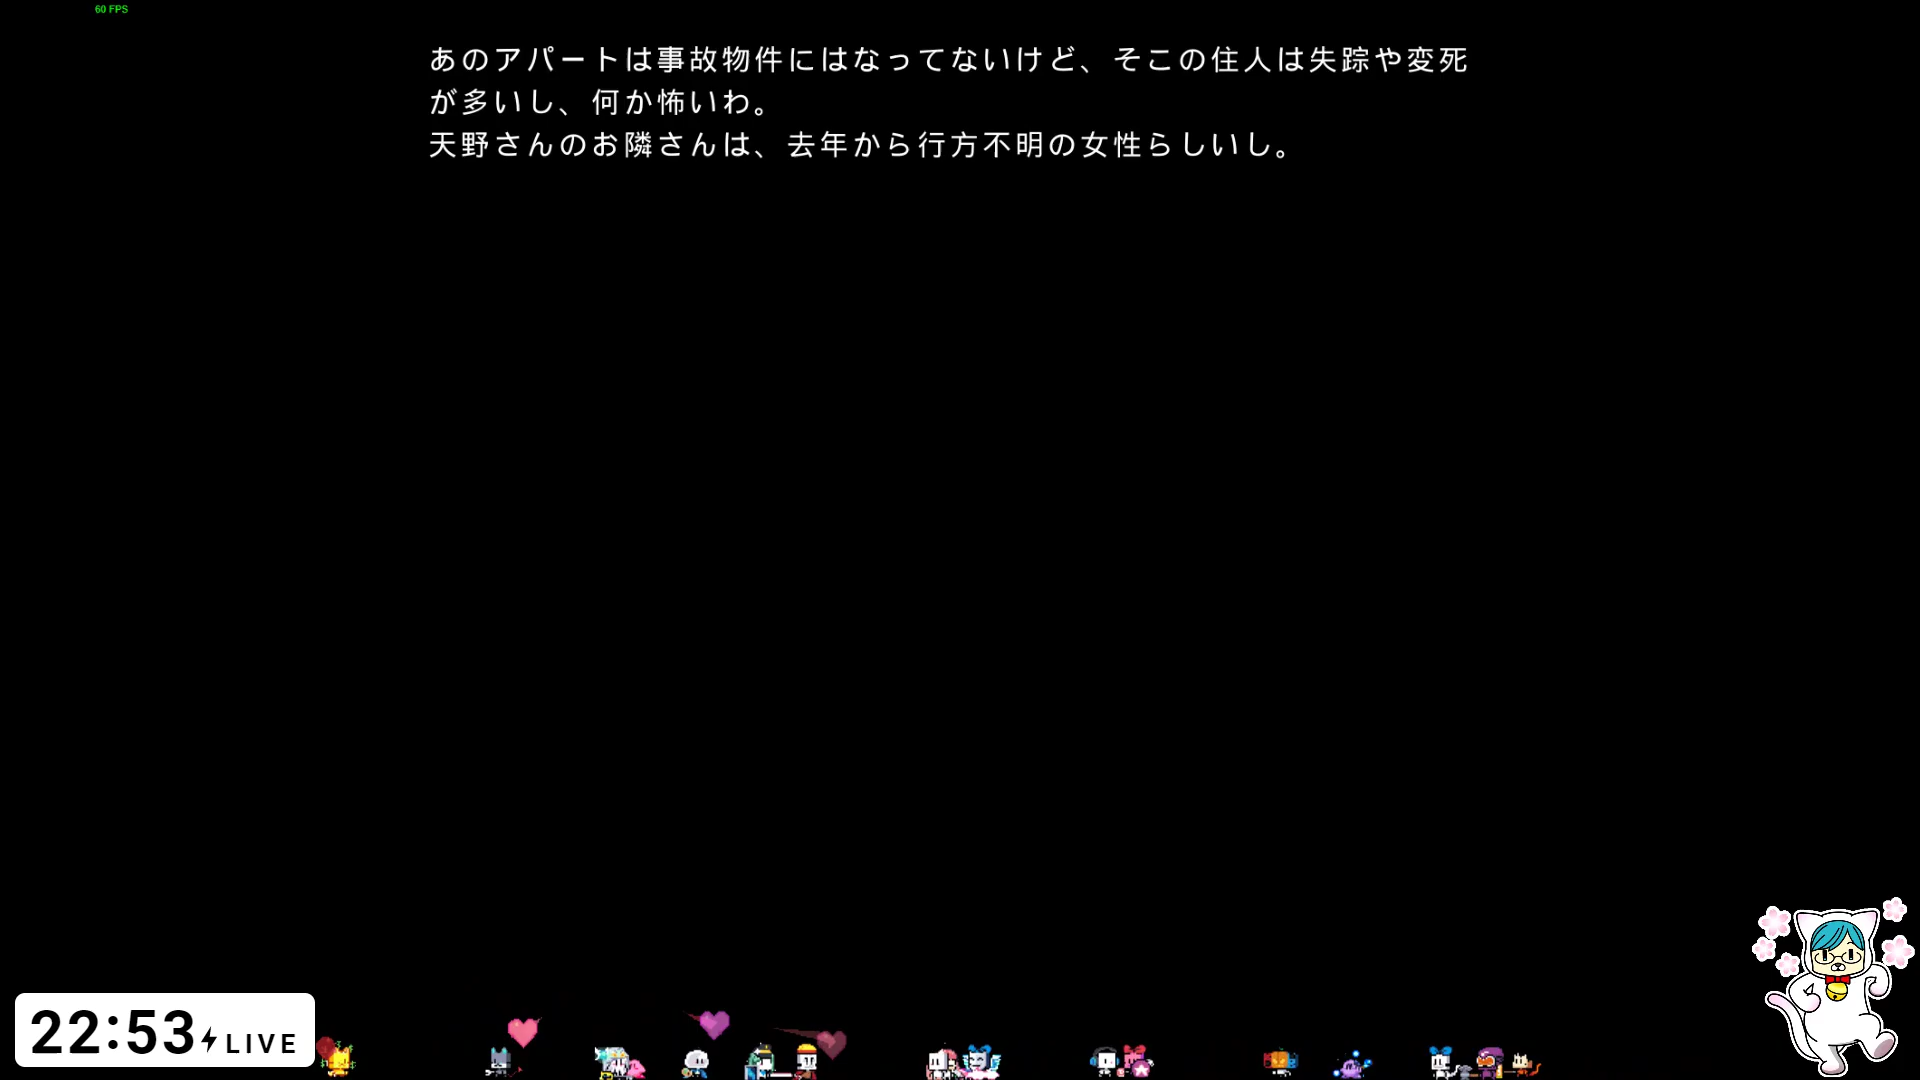 60 FPS
あのアパートは事故物件にはなってないけど、そこの住人は失踪や変死
が多いし、何か怖いわ。
天野さんのお隣さんは、去年から行方不明の女性らしいし。
22:53 LIVE